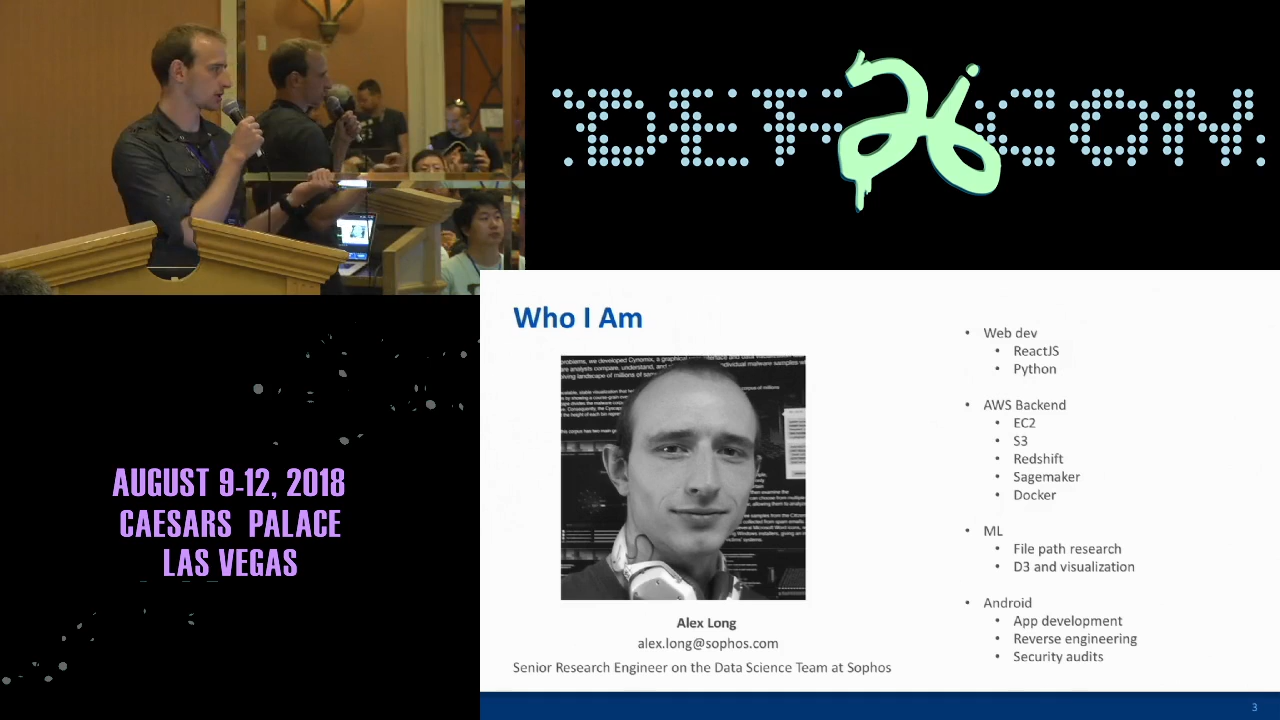 DEF 26 CON
Who I Am
• Web dev
• ReactJS
• Python
• AWS Backend
• EC2
• S3
• Redshift
• Sagemaker
• Docker
• ML
• File path research
• D3 and visualization
• Android
• App development
• Reverse engineering
• Security audits
Alex Long
alex.long@sophos.com
Senior Research Engineer on the Data Science Team at Sophos
3
AUGUST 9-12, 2018
CAESARS PALACE
LAS VEGAS